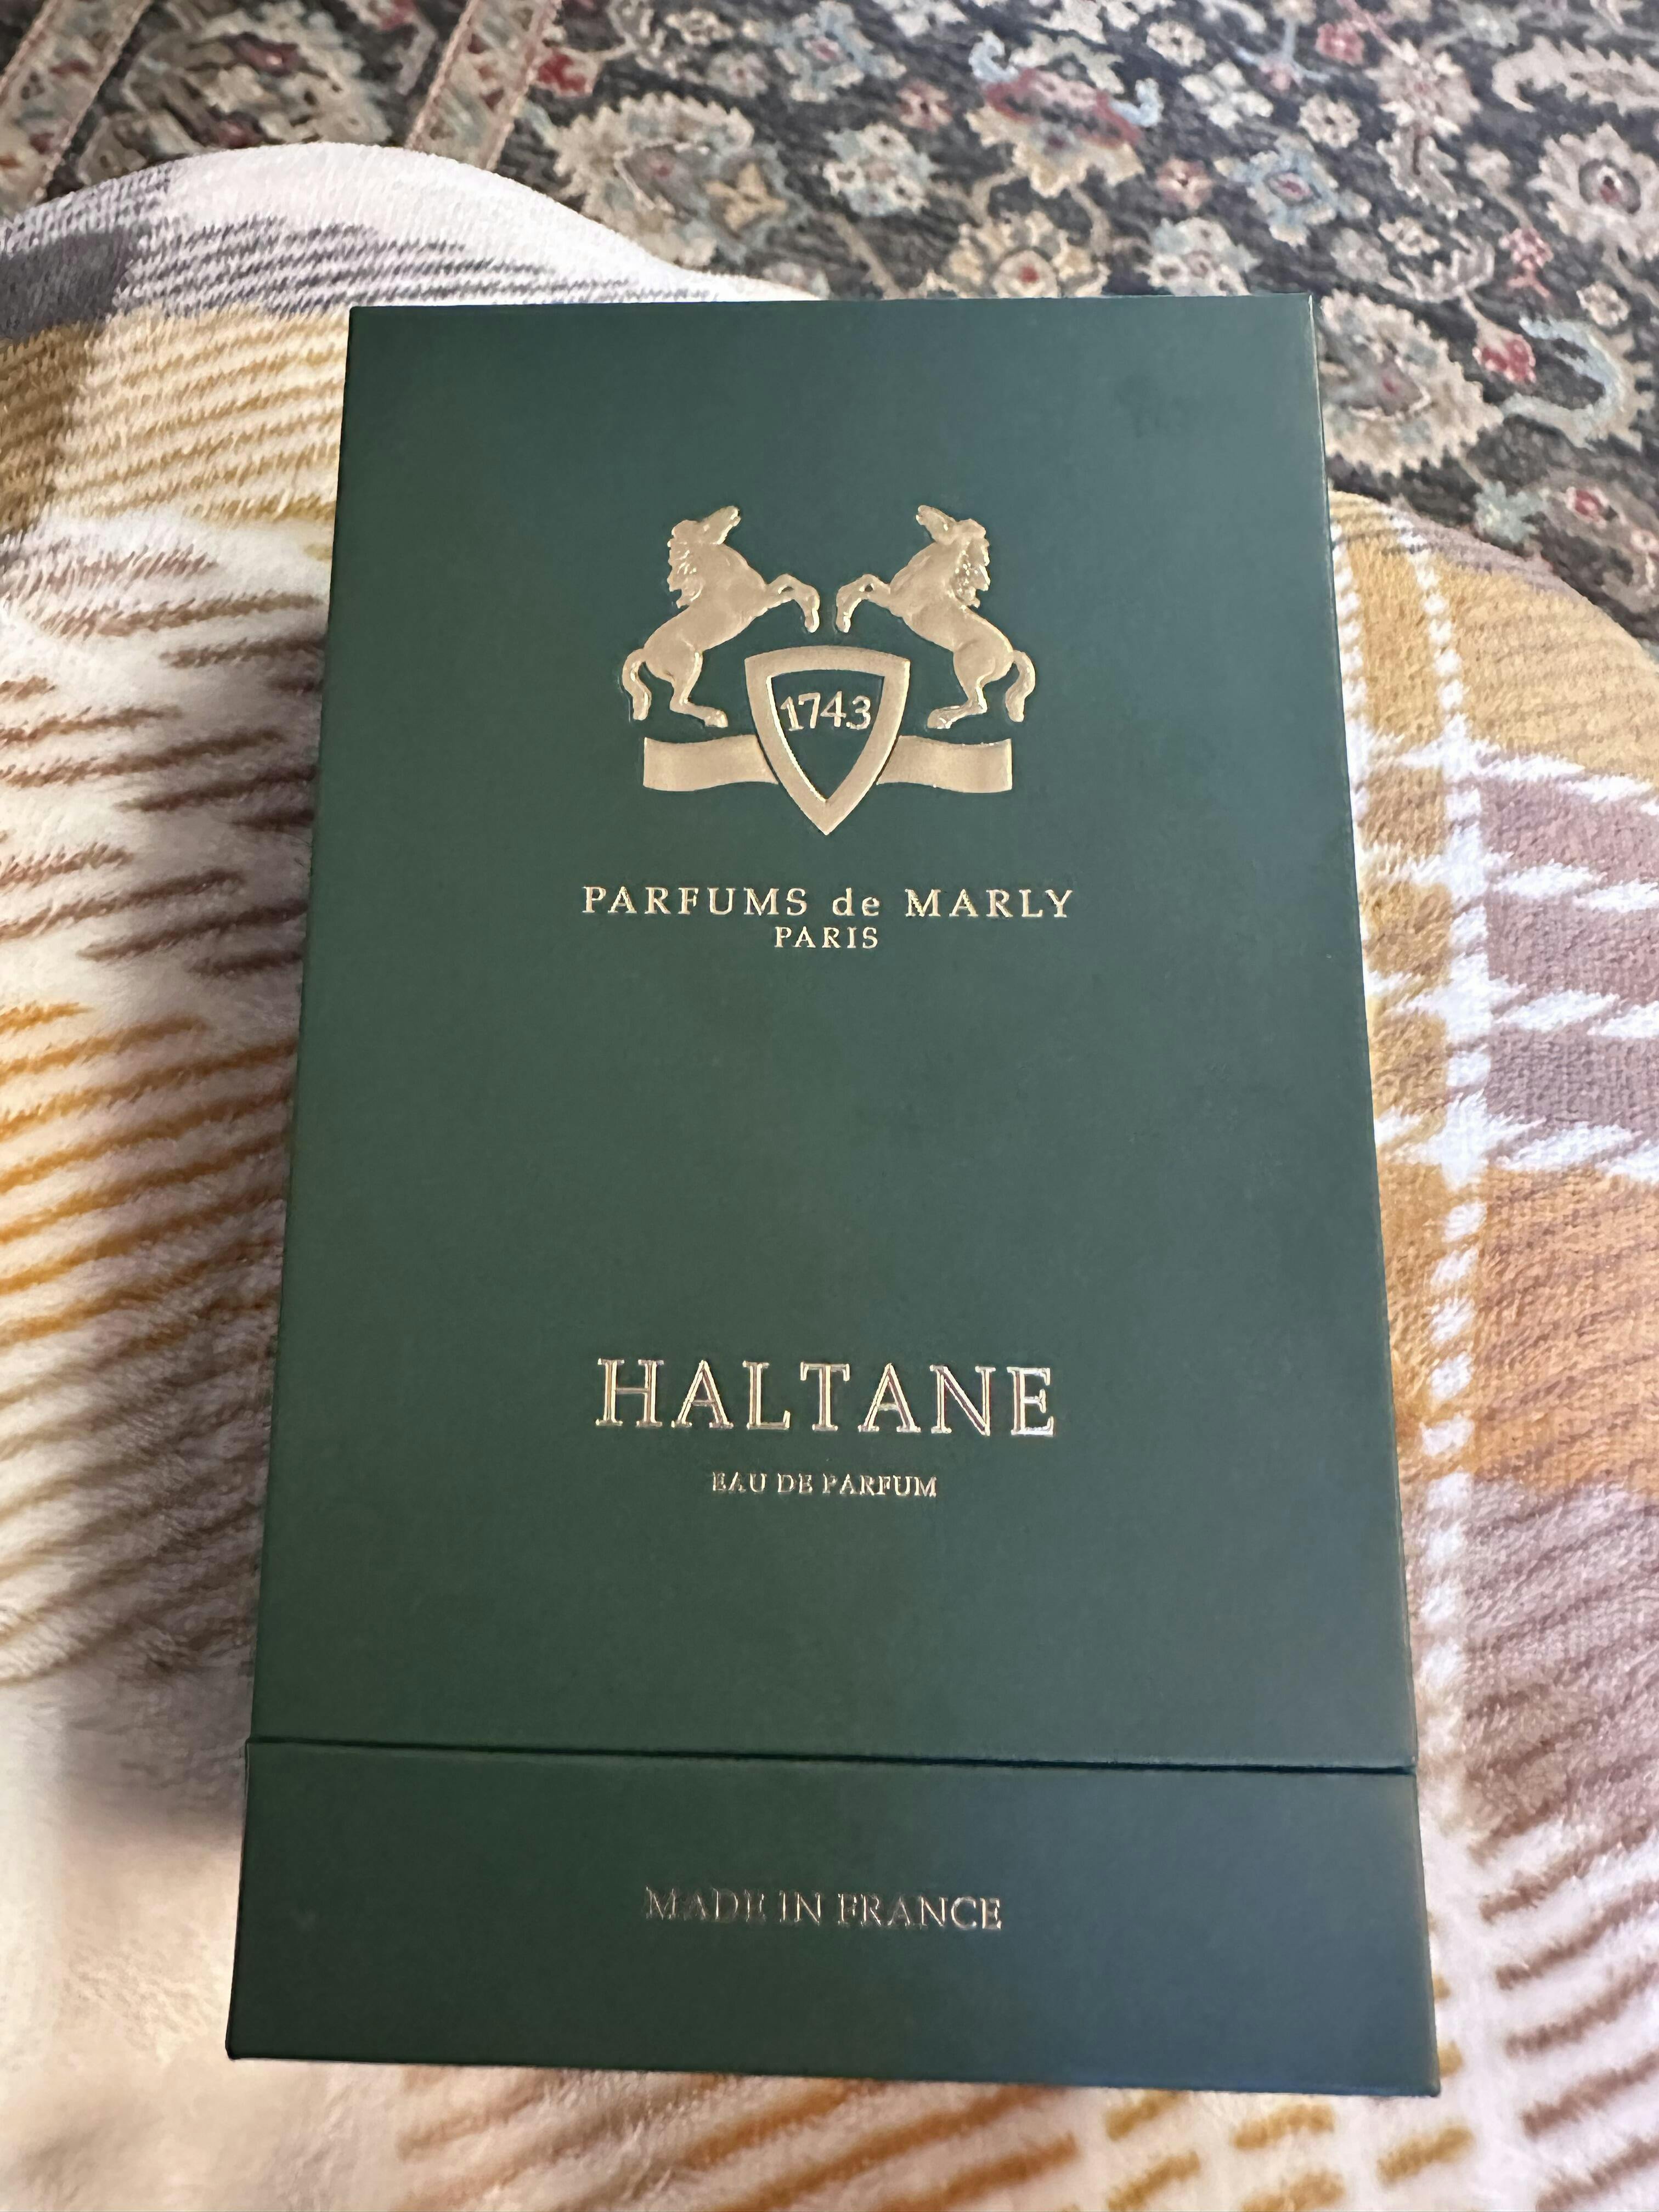 1743
PARFUMS de MARLY
PARIS
HALTANE
EAU DE PARFUM
MADE IN FRANCE